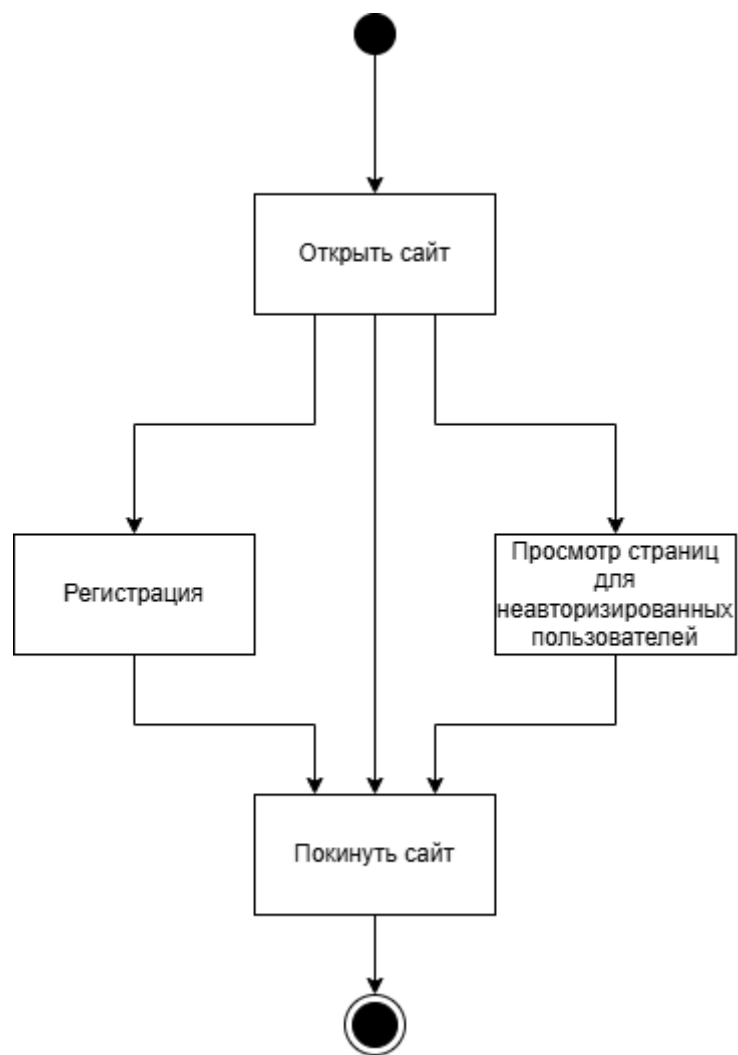 Открыть сайт
Регистрация
Просмотр страниц
для
неавторизированных
пользователей
Покинуть сайт